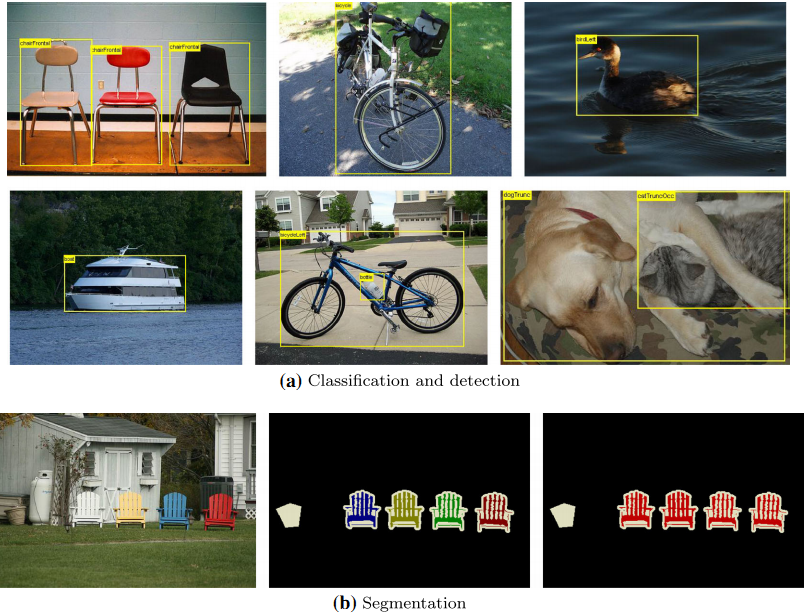 chairFrontal
chairFrontal
chairFrontal
bicycle
birdLeft
boat
bicycleLeft
bottle
dogTrunc
catTruncOcc
(a) Classification and detection
(b) Segmentation